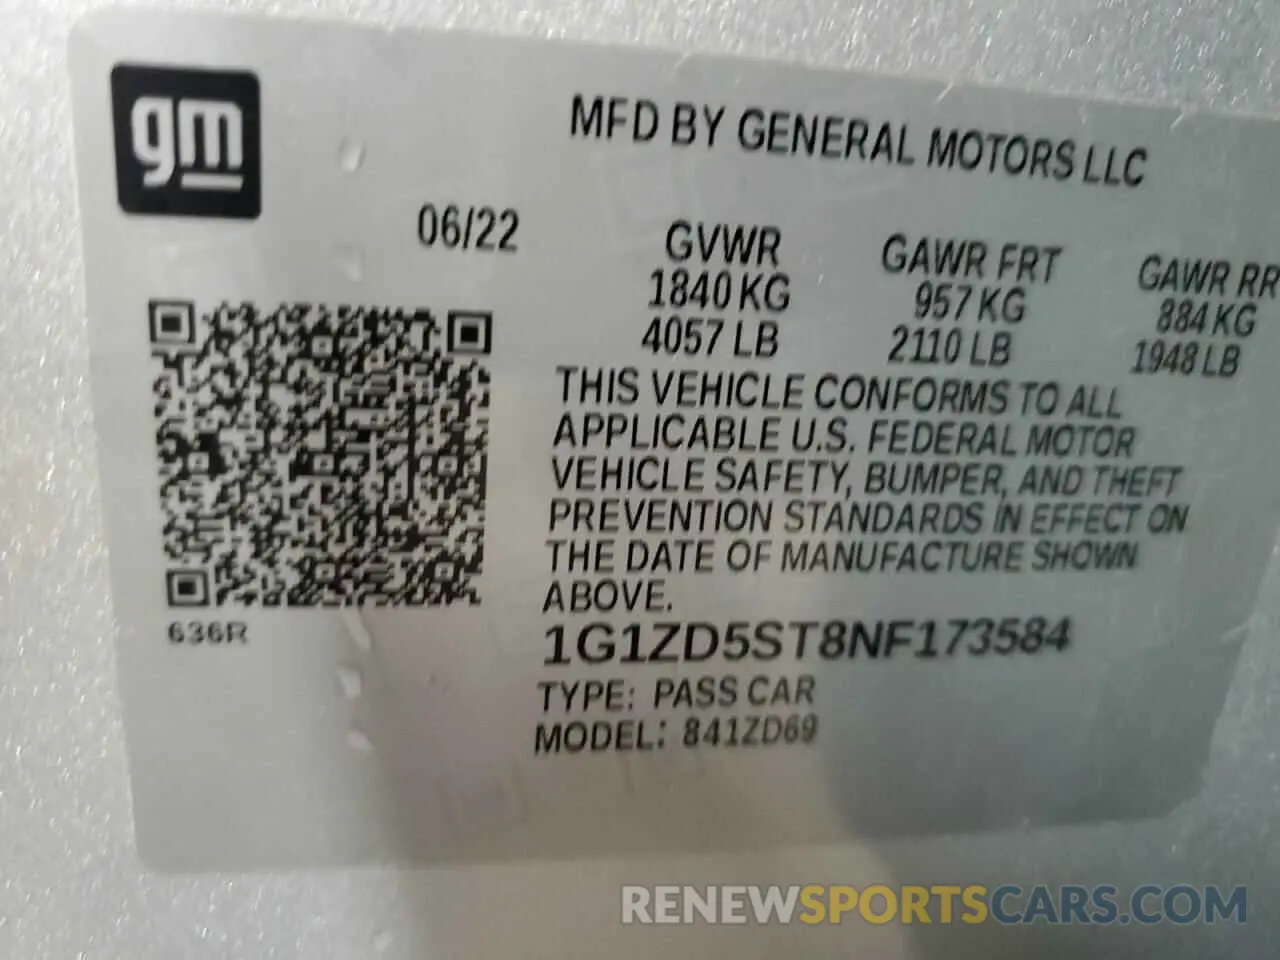 gm
MFD BY GENERAL MOTORS LLC
06/22
GVWR
1840 KG
4057 LB
GAWR FRT
957 KG
2110 LB
GAWR RR
884 KG
1948 LB
THIS VEHICLE CONFORMS TO ALL
APPLICABLE U.S. FEDERAL MOTOR
VEHICLE SAFETY, BUMPER, AND THEFT
PREVENTION STANDARDS IN EFFECT ON
THE DATE OF MANUFACTURE SHOWN
ABOVE.
636R
1G1ZD5ST8NF173584
TYPE: PASS CAR
MODEL: 841ZD69
RENEWSPORTSCARS.COM